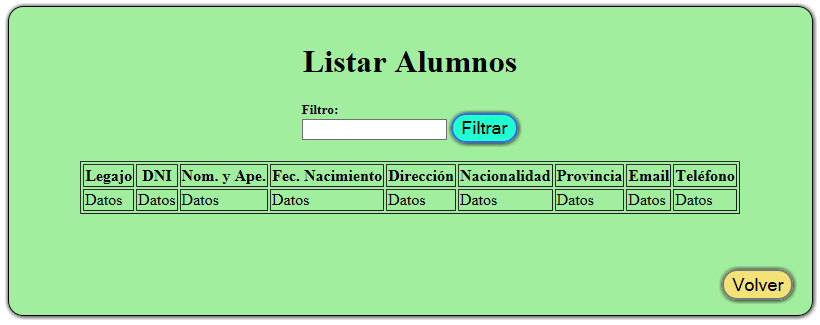 Listar Alumnos
Filtro:
Filtrar
Legajo DNI Nom. y Ape. Fec. Nacimiento Dirección Nacionalidad Provincia Email Teléfono
Datos Datos Datos Datos Datos Datos Datos Datos Datos
Volver